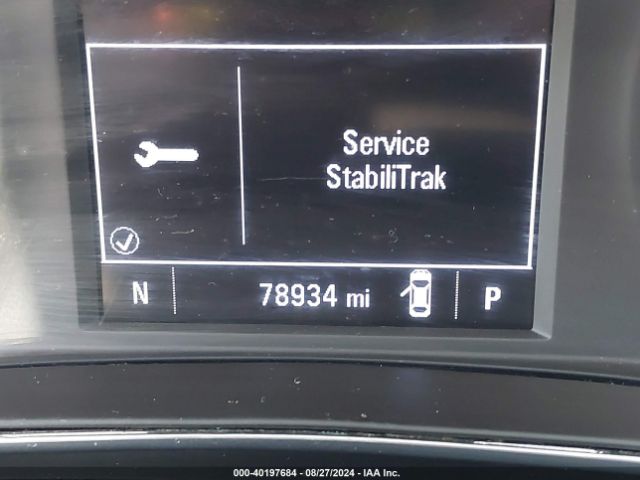 Service
StabiliTrak
N 78934 mi P
000-40197684 - 08/27/2024 - IAA Inc.